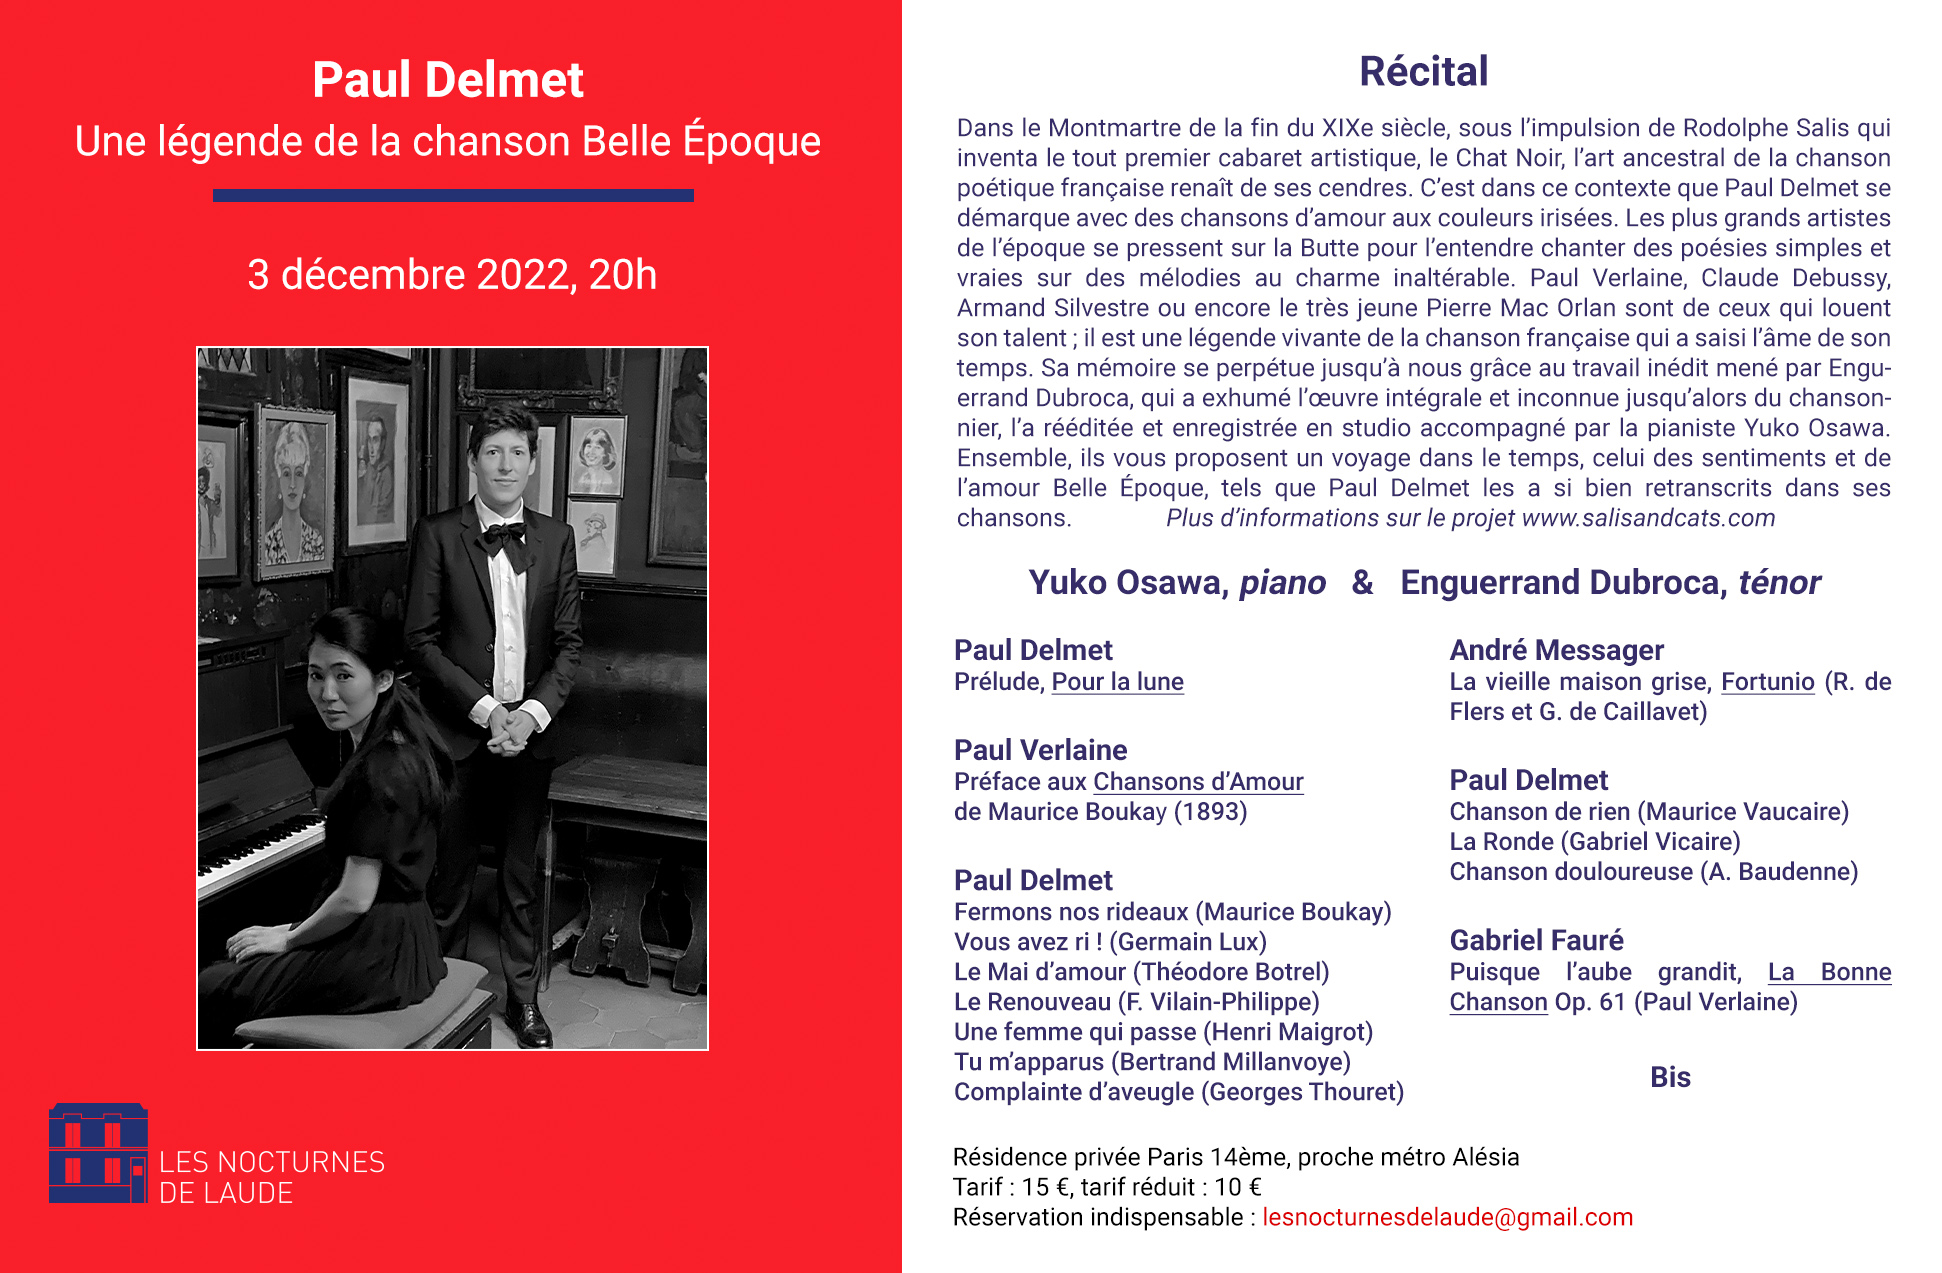 Paul Delmet
Une légende de la chanson Belle Époque
3 décembre 2022, 20h
LES NOCTURNES
DE LAUDE
Récital
Dans le Montmartre de la fin du XIXe siècle, sous l’impulsion de Rodolphe Salis qui
inventa le tout premier cabaret artistique, le Chat Noir, l’art ancestral de la chanson
poétique française renaît de ses cendres. C’est dans ce contexte que Paul Delmet se
démarque avec des chansons d’amour aux couleurs irisées. Les plus grands artistes
de l’époque se pressent sur la Butte pour l’entendre chanter des poésies simples et
vraies sur des mélodies au charme inaltérable. Paul Verlaine, Claude Debussy,
Armand Silvestre ou encore le très jeune Pierre Mac Orlan sont de ceux qui louent
son talent ; il est une légende vivante de la chanson française qui a saisi l’âme de son
temps. Sa mémoire se perpétue jusqu’à nous grâce au travail inédit mené par Engu-
errand Dubroca, qui a exhumé l’œuvre intégrale et inconnue jusqu’alors du chanson-
nier, l’a rééditée et enregistrée en studio accompagné par la pianiste Yuko Osawa.
Ensemble, ils vous proposent un voyage dans le temps, celui des sentiments et de
l’amour Belle Époque, tels que Paul Delmet les a si bien retranscrits dans ses
chansons. Plus d’informations sur le projet www.salisandcats.com
Yuko Osawa, piano & Enguerrand Dubroca, ténor
Paul Delmet
Prélude, Pour la lune
Paul Verlaine
Préface aux Chansons d’Amour
de Maurice Boukay (1893)
Paul Delmet
Fermons nos rideaux (Maurice Boukay)
Vous avez ri ! (Germain Lux)
Le Mai d’amour (Théodore Botrel)
Le Renouveau (F. Vilain-Philippe)
Une femme qui passe (Henri Maigrot)
Tu m’apparus (Bertrand Millanvoye)
Complainte d’aveugle (Georges Thouret)
André Messager
La vieille maison grise, Fortunio (R. de
Flers et G. de Caillavet)
Paul Delmet
Chanson de rien (Maurice Vaucaire)
La Ronde (Gabriel Vicaire)
Chanson douloureuse (A. Baudenne)
Gabriel Fauré
Puisque l’aube grandit, La Bonne
Chanson Op. 61 (Paul Verlaine)
Bis
Résidence privée Paris 14ème, proche métro Alésia
Tarif : 15 €, tarif réduit : 10 €
Réservation indispensable : lesnocturnesdelaude@gmail.com